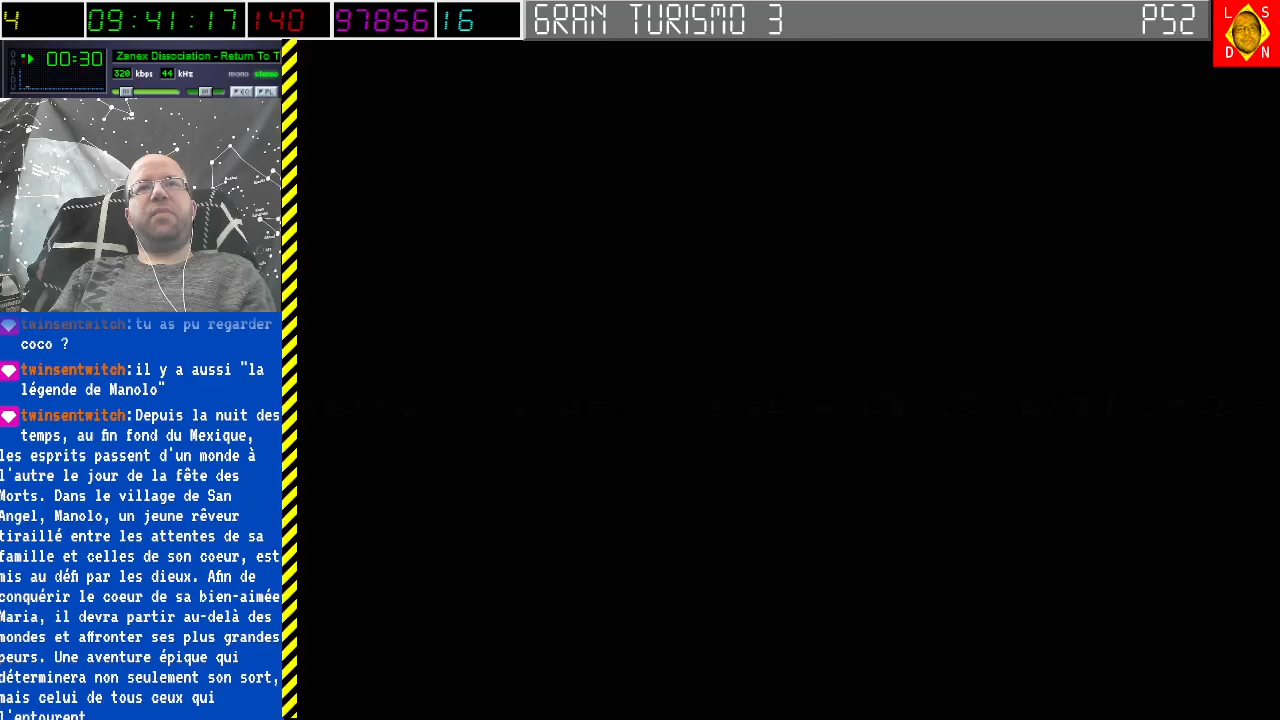 4 09:41:17 140 97856 16 GRAN TURISMO 3 PS2
L S
D N
00:30 Zanex Dissociation - Return To T
320 kbps 44 kHz mono stereo
EQ PL
twinsentwitch: tu as pu regarder
coco ?
twinsentwitch: il y a aussi "la
légende de Manolo"
twinsentwitch: Depuis la nuit des
temps, au fin fond du Mexique,
les esprits passent d'un monde à
l'autre le jour de la fête des
Morts. Dans le village de San
Angel, Manolo, un jeune rêveur
tiraillé entre les attentes de sa
famille et celles de son coeur, est
mis au défi par les dieux. Afin de
conquérir le coeur de sa bien-aimée
Maria, il devra partir au-delà des
mondes et affronter ses plus grandes
peurs. Une aventure épique qui
déterminera non seulement son sort,
mais celui de tous ceux qui
l'entourent